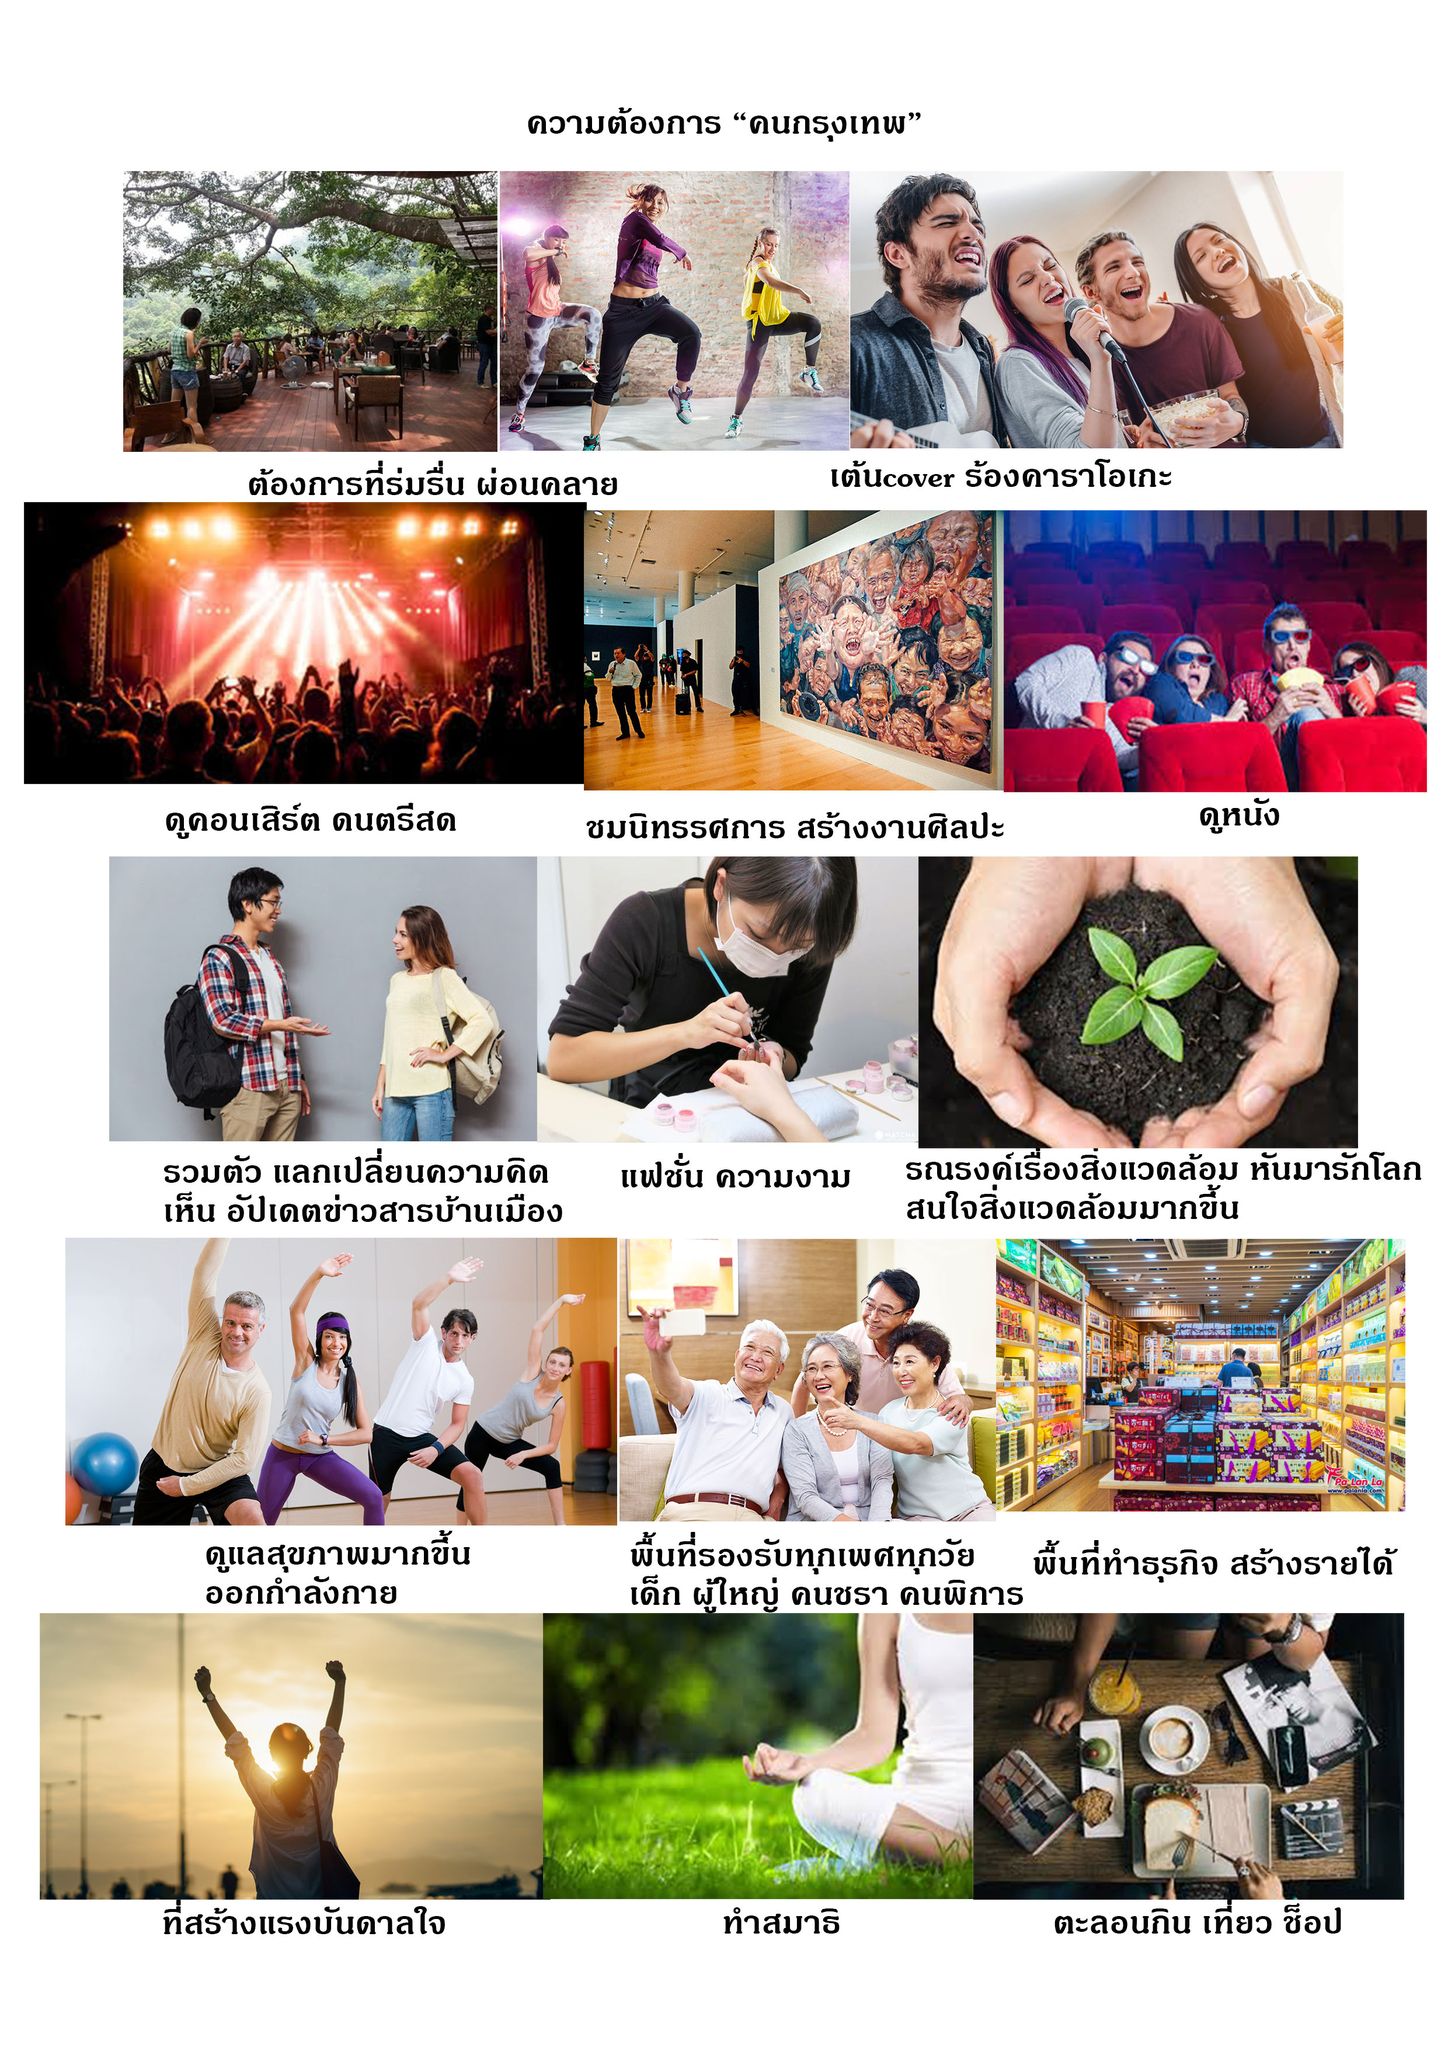 ความต้องการ “คนกรุงเทพ”
ต้องการที่ร่มรื่น ผ่อนคลาย
เต้นcover ร้องคาราโอเกะ
ดูคอนเสิร์ต ดนตรีสด
ชมนิทรรศการ สร้างงานศิลปะ
ดูหนัง
รวมตัว แลกเปลี่ยนความคิด
เห็น อัปเดตข่าวสารบ้านเมือง
แฟชั่น ความงาม
รณรงค์เรื่องสิ่งแวดล้อม หันมารักโลก
สนใจสิ่งแวดล้อมมากขึ้น
Pa Lan La
www.palanla.com
ดูแลสุขภาพมากขึ้น
ออกกำลังกาย
พื้นที่รองรับทุกเพศทุกวัย
เด็ก ผู้ใหญ่ คนชรา คนพิการ
พื้นที่ทำธุรกิจ สร้างรายได้
ที่สร้างแรงบันดาลใจ
ทำสมาธิ
ตะลอนกิน เที่ยว ช็อป